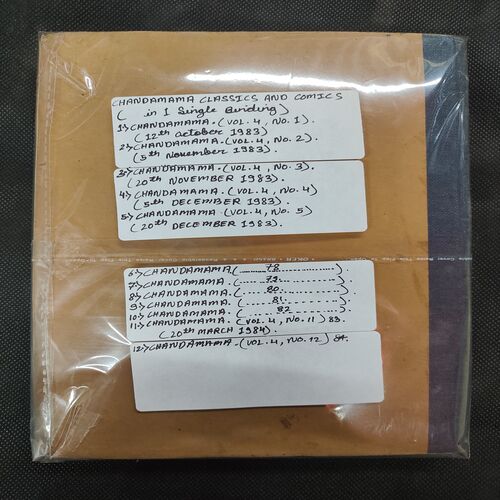 CHANDAMAMA CLASSICS AND COMICS
( in 1 Single Binding)
1) CHANDAMAMA. (VOL. 4, NO. 1).
(12th October 1983)
2) CHANDAMAMA. (VOL. 4, NO. 2).
(5th November 1983).
3) CHANDAMAMA. (VOL. 4, NO. 3).
(20th NOVEMBER 1983).
4) CHANDAMAMA. (VOL. 4, NO. 4)
(5th DECEMBER 1983).
5) CHANDAMAMA (VOL. 4, NO. 5)
(20th DECEMBER 1983).
6) CHANDAMAMA. (.....78...............).
7) CHANDAMAMA. (.....79...............).
8) CHANDAMAMA. (.....80...............).
9) CHANDAMAMA. (.....81...............).
10) CHANDAMAMA. (.....82...............).
11) CHANDAMAMA. (VOL. 4, NO. 11) 83.
(20th MARCH 1984).
12) CHANDAMAMA. (VOL. 4, NO. 12) 84.